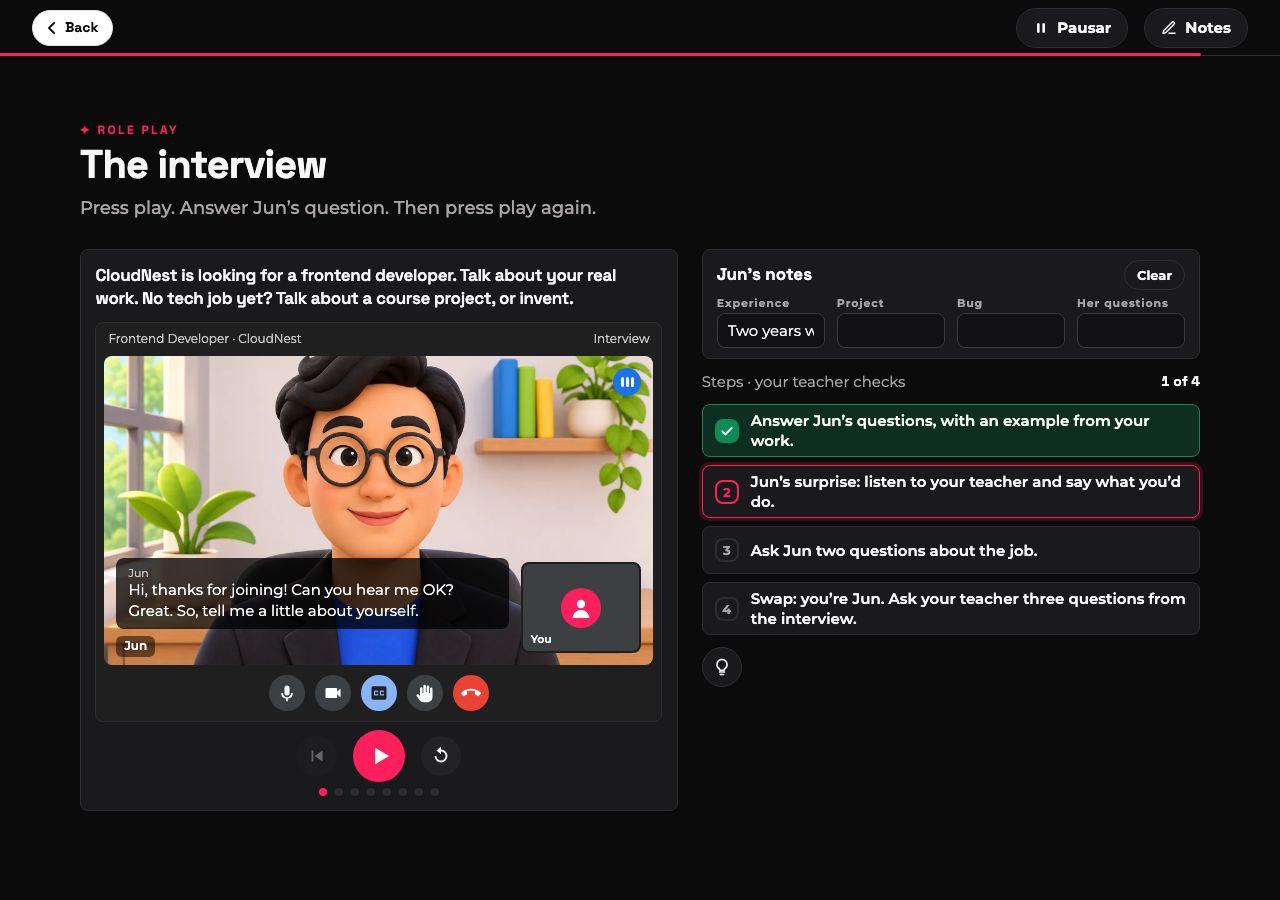 Back
Pausar
Notes
✦ ROLE PLAY
The interview
Press play. Answer Jun's question. Then press play again.
CloudNest is looking for a frontend developer. Talk about your real
work. No tech job yet? Talk about a course project, or invent.
Frontend Developer · CloudNest
Interview
Jun
Hi, thanks for joining! Can you hear me OK?
Great. So, tell me a little about yourself.
You
Jun
CC
Jun's notes
Clear
Experience
Project
Bug
Her questions
Two years w
Steps · your teacher checks
1 of 4
Answer Jun's questions, with an example from your
work.
2
Jun's surprise: listen to your teacher and say what you'd
do.
3
Ask Jun two questions about the job.
4
Swap: you're Jun. Ask your teacher three questions from
the interview.